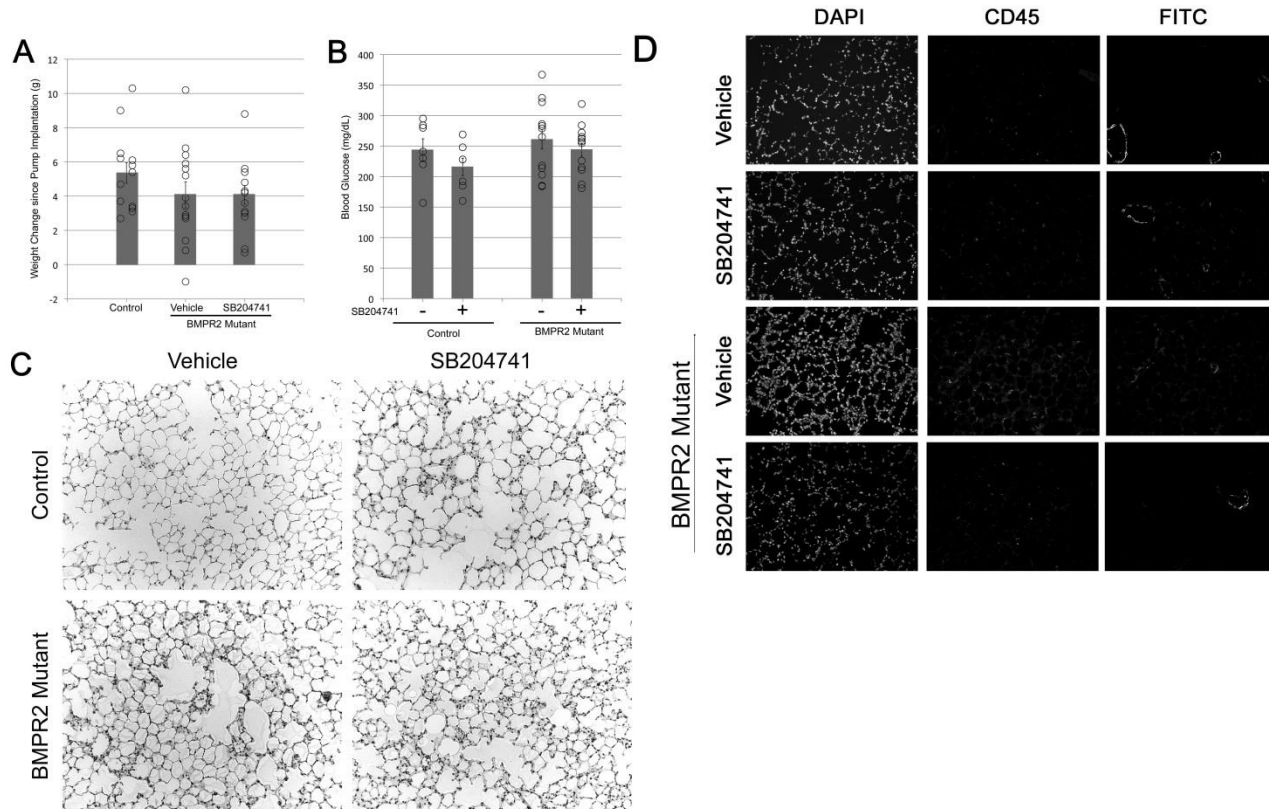 A
Weight Change since Pump Implantation (g)
12
10
8
6
4
2
0
-2
Control
Vehicle
SB204741
BMPR2 Mutant
B
Blood Glucose (mg/dL)
400
350
300
250
200
150
100
50
0
SB204741
-
+
-
+
Control
BMPR2 Mutant
C
Vehicle
SB204741
Control
BMPR2 Mutant
D
DAPI
CD45
FITC
Vehicle
SB204741
BMPR2 Mutant
Vehicle
SB204741